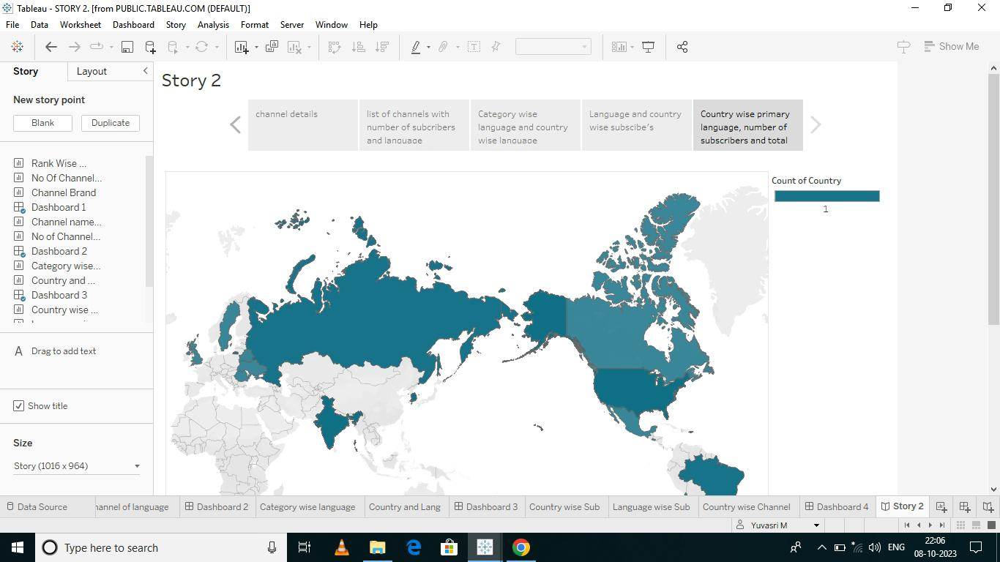 Tableau - STORY 2. [from PUBLIC.TABLEAU.COM (DEFAULT)]
File Data Worksheet Dashboard Story Analysis Format Server Window Help
Show Me
Story Layout
New story point
Blank Duplicate
Rank Wise ...
No Of Channel...
Channel Brand
Dashboard 1
Channel name...
No of Channel...
Dashboard 2
Category wise...
Country and ...
Dashboard 3
Country wise ...
A Drag to add text
Show title
Size
Story (1016 x 964)
Story 2
channel details
list of channels with
number of subcribers
and language
Category wise
language and country
wise language
Language and country
wise subscibe's
Country wise primary
language, number of
subscribers and total
Count of Country
1
Data Source hannel of language Dashboard 2 Category wise language Country and Lang Dashboard 3 Country wise Sub Language wise Sub Country wise Channel Dashboard 4 Story 2
Yuvasri M
Type here to search
ENG
22:06
08-10-2023